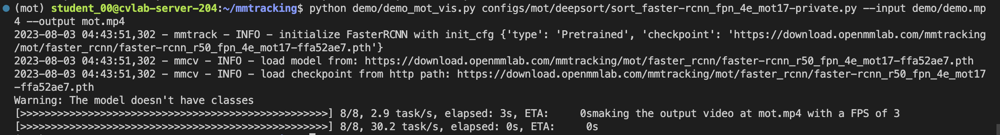 (mot) student_00@cvlab-server-204:~/mmtracking$ python demo/demo_mot_vis.py configs/mot/deepsort/sort_faster-rcnn_fpn_4e_mot17-private.py --input demo/demo.mp
4 --output mot.mp4
2023-08-03 04:43:51,302 - mmtrack - INFO - initialize FasterRCNN with init_cfg {'type': 'Pretrained', 'checkpoint': 'https://download.openmmlab.com/mmtracking
/mot/faster_rcnn/faster-rcnn_r50_fpn_4e_mot17-ffa52ae7.pth'}
2023-08-03 04:43:51,302 - mmcv - INFO - load model from: https://download.openmmlab.com/mmtracking/mot/faster_rcnn/faster-rcnn_r50_fpn_4e_mot17-ffa52ae7.pth
2023-08-03 04:43:51,302 - mmcv - INFO - load checkpoint from http path: https://download.openmmlab.com/mmtracking/mot/faster_rcnn/faster-rcnn_r50_fpn_4e_mot17
-ffa52ae7.pth
Warning: The model doesn't have classes
[>>>>>>>>>>>>>>>>>>>>>>>>>>>>>>>>>>>>>>>>>>>>>>>>>>] 8/8, 2.9 task/s, elapsed: 3s, ETA:     0smaking the output video at mot.mp4 with a FPS of 3
[>>>>>>>>>>>>>>>>>>>>>>>>>>>>>>>>>>>>>>>>>>>>>>>>>>] 8/8, 30.2 task/s, elapsed: 0s, ETA:     0s